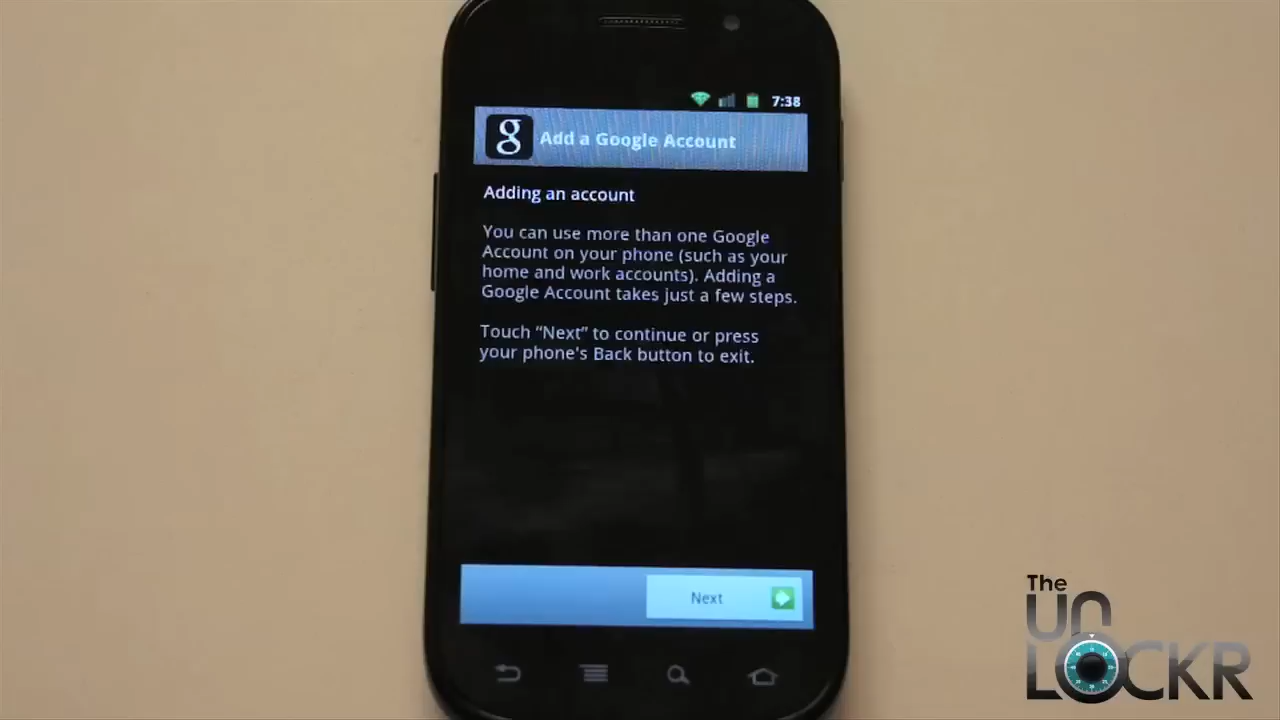 7:38
g Add a Google Account
Adding an account
You can use more than one Google
Account on your phone (such as your
home and work accounts). Adding a
Google Account takes just a few steps.
Touch “Next” to continue or press
your phone's Back button to exit.
Next
The
UN
LOCKR